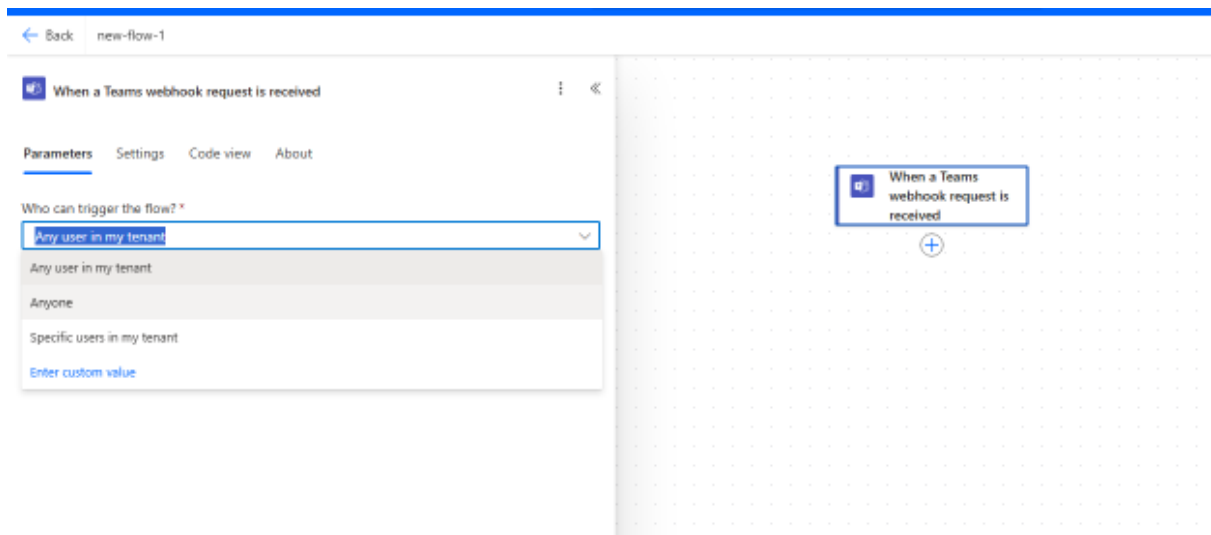 Back new-flow-1
When a Teams webhook request is received
Parameters Settings Code view About
Who can trigger the flow? *
Any user in my tenant
Any user in my tenant
Anyone
Specific users in my tenant
Enter custom value
When a Teams
webhook request is
received